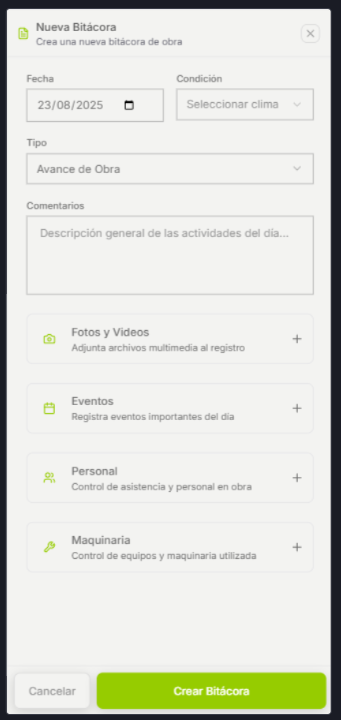 Nueva Bitácora
Crea una nueva bitácora de obra
Fecha
Condición
23/08/2025
Seleccionar clima
Tipo
Avance de Obra
Comentarios
Descripción general de las actividades del día...
Fotos y Videos
Adjunta archivos multimedia al registro
Eventos
Registra eventos importantes del día
Personal
Control de asistencia y personal en obra
Maquinaria
Control de equipos y maquinaria utilizada
Cancelar
Crear Bitácora